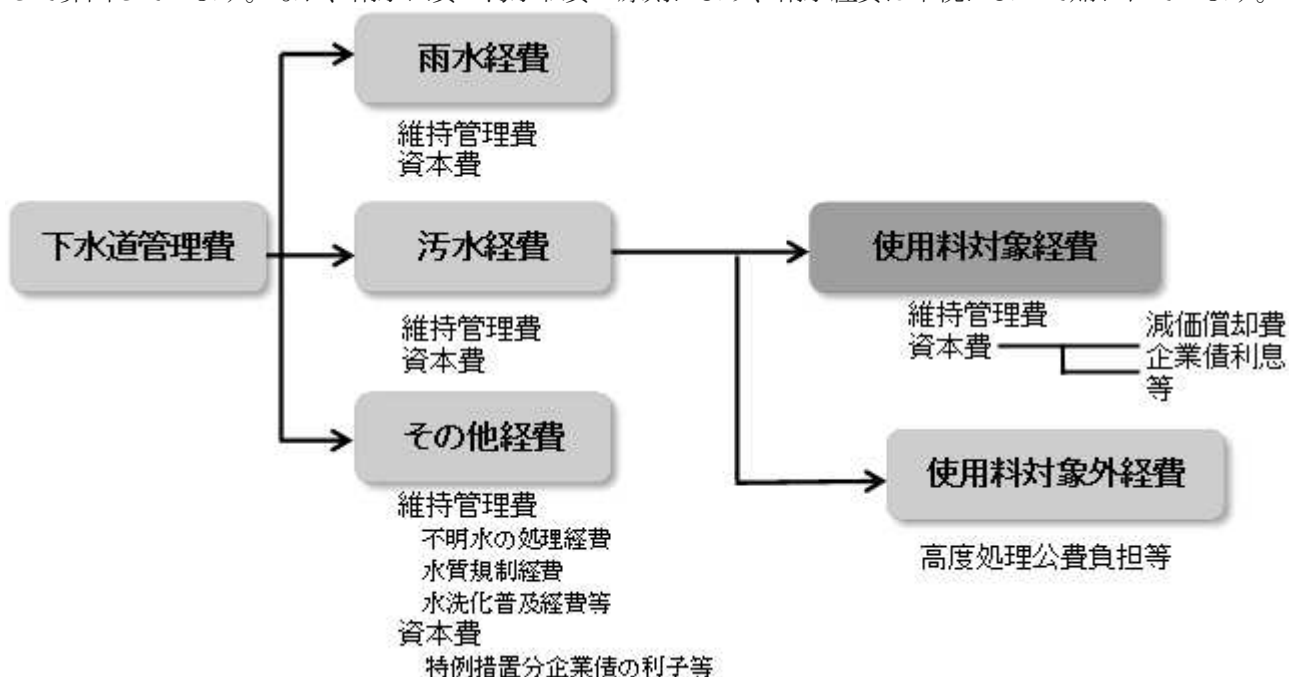 雨水経費
維持管理費
資本費
下水道管理費
汚水経費
維持管理費
資本費
使用料対象経費
維持管理費
資本費
減価償却費
企業債利息
等
その他経費
維持管理費
不明水の処理経費
水質規制経費
水洗化普及経費等
資本費
特例措置分企業債の利子等
使用料対象外経費
高度処理公費負担等